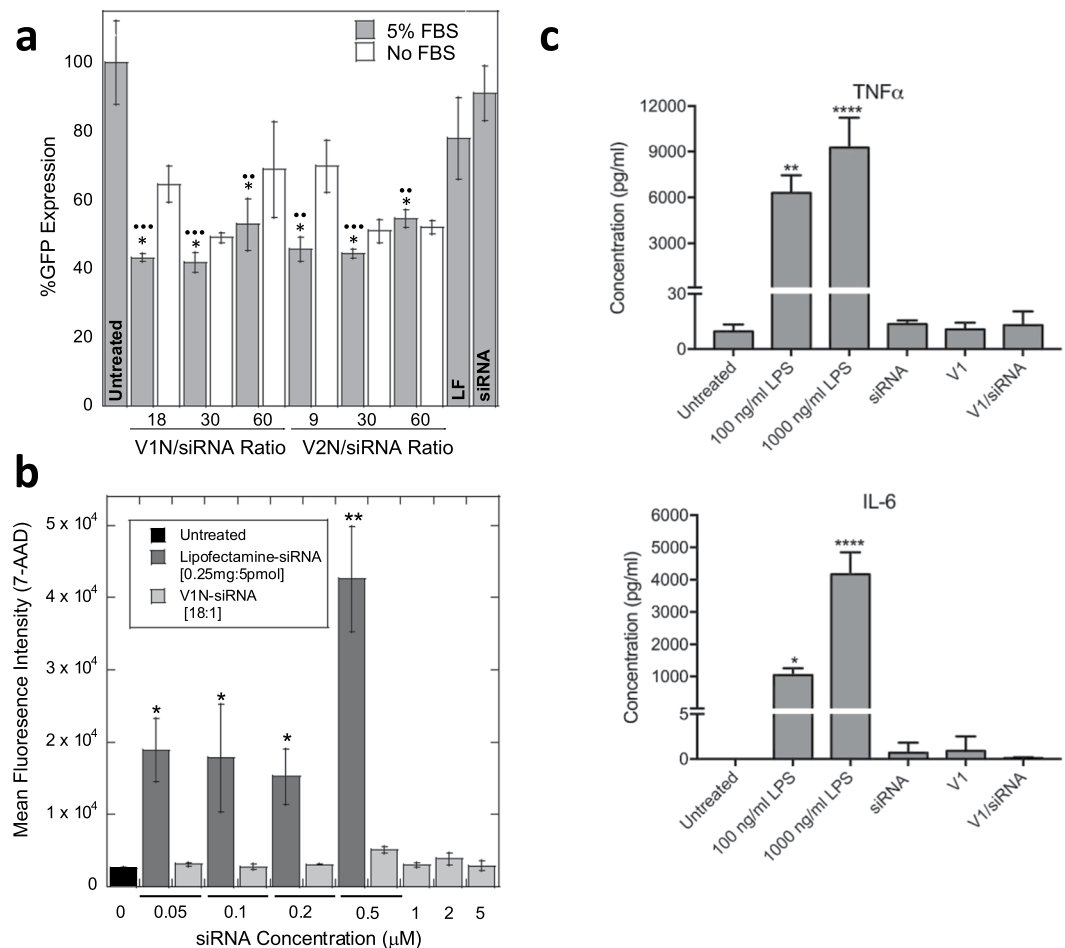 a
5% FBS
No FBS
%GFP Expression
100
80
60
40
20
0
•••
*
•••
*
••
*
••
*
•••
*
••
*
Untreated
LF
siRNA
18 30 60 9 30 60
V1N/siRNA Ratio V2N/siRNA Ratio
b
Mean Fluoresence Intensity (7-AAD)
5 x 10⁴
4 x 10⁴
3 x 10⁴
2 x 10⁴
1 x 10⁴
0
Untreated
Lipofectamine-siRNA
[0.25mg:5pmol]
V1N-siRNA
[18:1]
*
*
*
**
0 0.05 0.1 0.2 0.5 1 2 5
siRNA Concentration (µM)
c
TNFα
Concentration (pg/ml)
12000
9000
6000
3000
30
0
**
****
Untreated
100 ng/ml LPS
1000 ng/ml LPS
siRNA
V1
V1/siRNA
IL-6
Concentration (pg/ml)
6000
5000
4000
3000
2000
1000
5
0
*
****
Untreated
100 ng/ml LPS
1000 ng/ml LPS
siRNA
V1
V1/siRNA